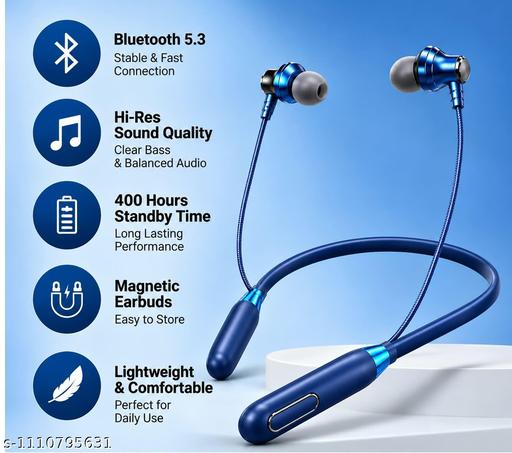 Bluetooth 5.3
Stable & Fast
Connection
Hi-Res
Sound Quality
Clear Bass
& Balanced Audio
400 Hours
Standby Time
Long Lasting
Performance
Magnetic
Earbuds
Easy to Store
Lightweight
& Comfortable
Perfect for
Daily Use
s-1110795631